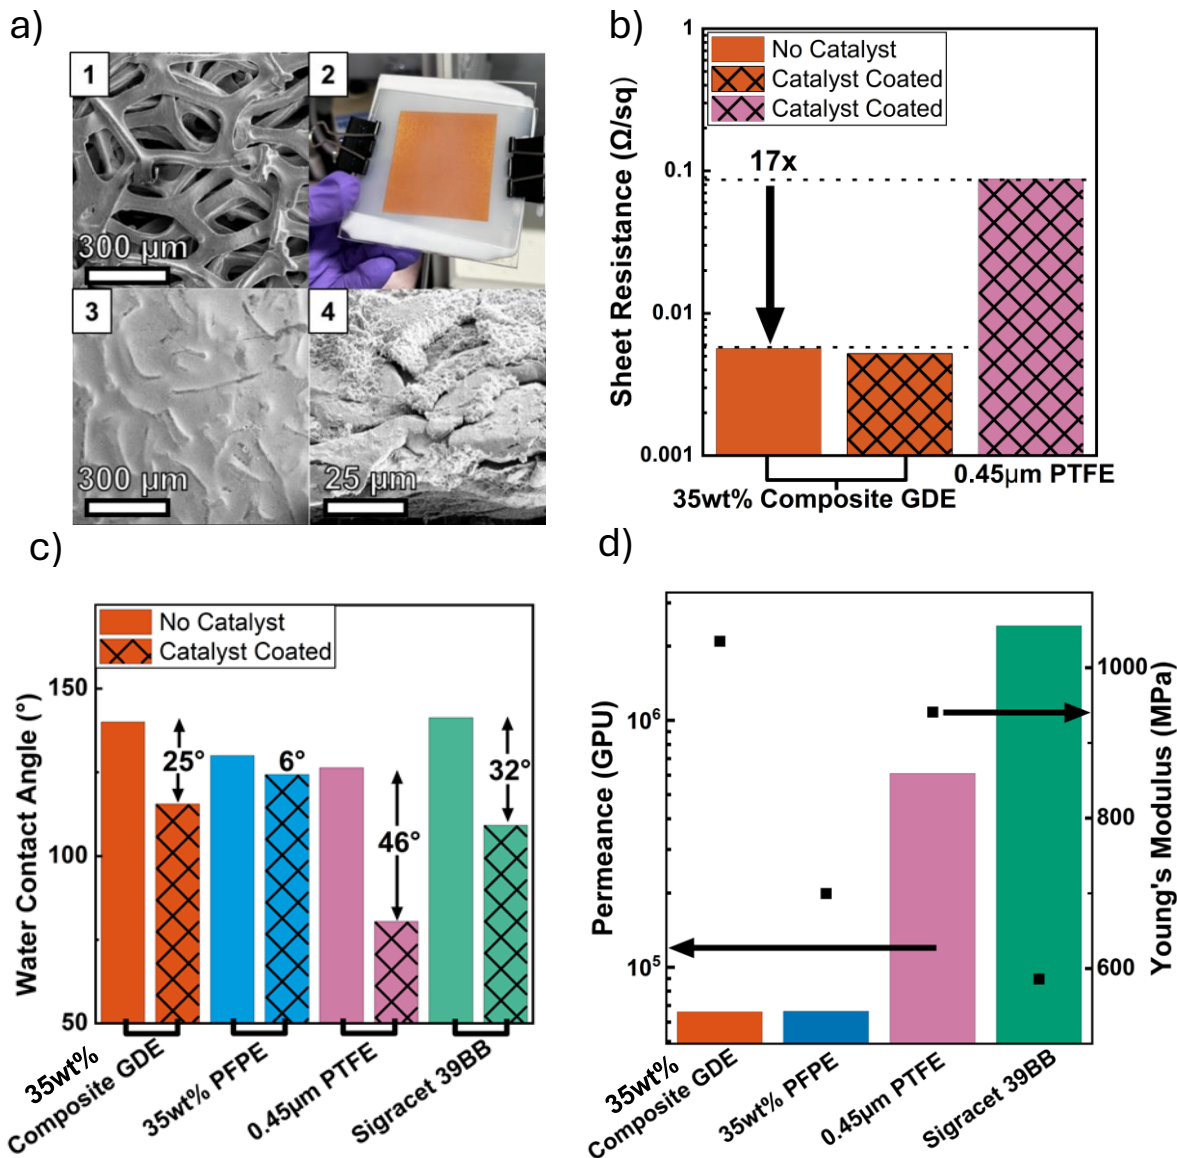 a)
1
2
300 μm
3
4
300 μm
25 μm
b)
1
0.1
0.01
0.001
Sheet Resistance (Ω/sq)
No Catalyst
Catalyst Coated
Catalyst Coated
17x
35wt% Composite GDE
0.45μm PTFE
c)
150
100
50
Water Contact Angle (°)
No Catalyst
Catalyst Coated
25°
6°
46°
32°
35wt%
Composite GDE
35wt% PFPE
0.45μm PTFE
Sigracet 39BB
d)
10⁶
10⁵
Permeance (GPU)
1000
800
600
Young's Modulus (MPa)
35wt%
Composite GDE
35wt% PFPE
0.45μm PTFE
Sigracet 39BB